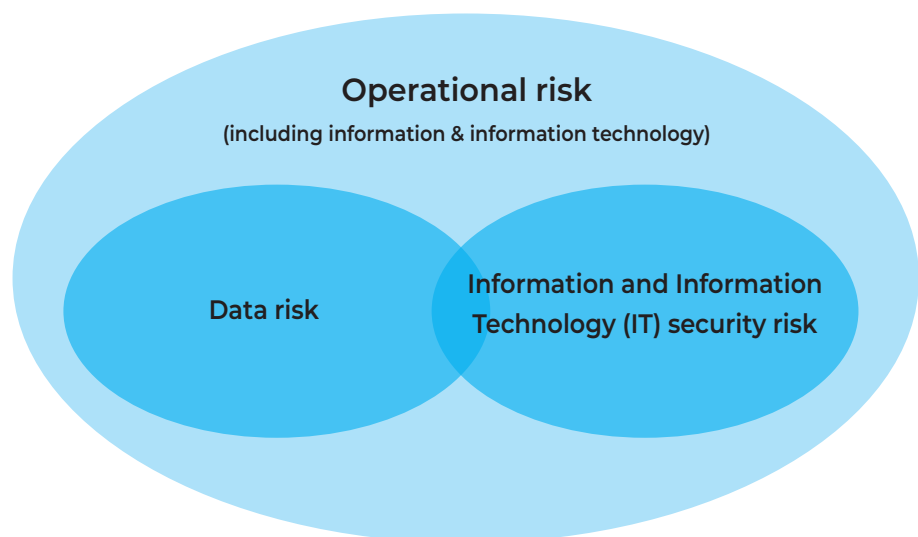 Operational risk
(including information & information technology)
Data risk
Information and Information
Technology (IT) security risk